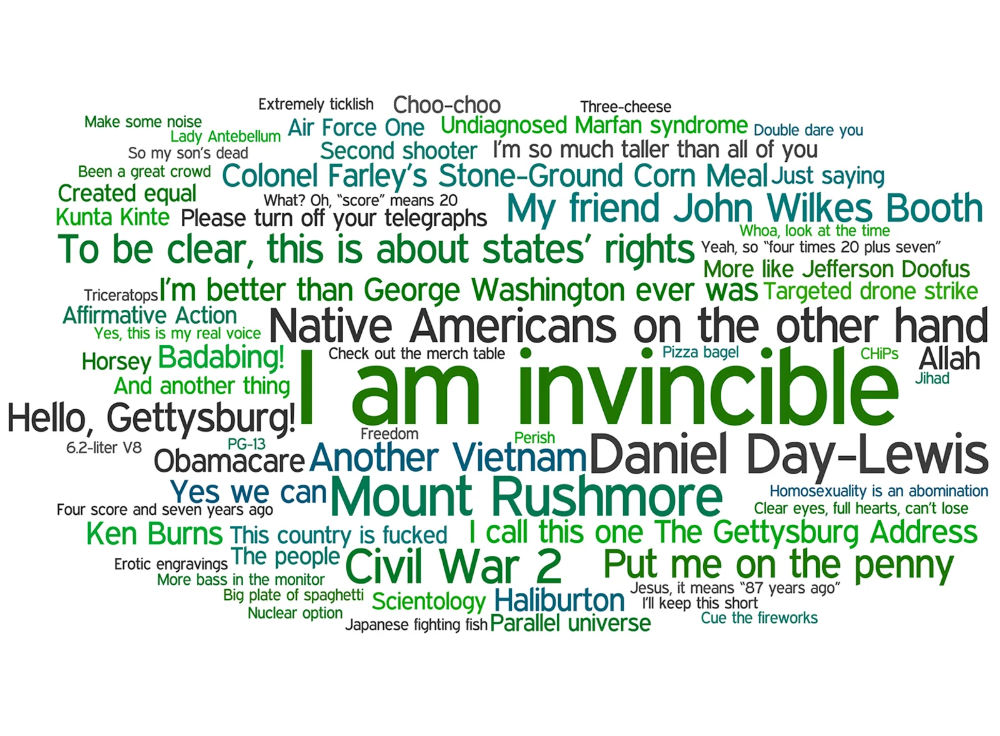 Extremely ticklish
Choo-choo
Three-cheese
Make some noise
Lady Antebellum
Air Force One
Undiagnosed Marfan syndrome
Double dare you
So my son's dead
Second shooter
I'm so much taller than all of you
Been a great crowd
Colonel Farley's Stone-Ground Corn Meal
Just saying
Created equal
What? Oh, "score" means 20
My friend John Wilkes Booth
Kunta Kinte
Please turn off your telegraphs
Whoa, look at the time
To be clear, this is about states' rights
Yeah, so "four times 20 plus seven"
More like Jefferson Doofus
Triceratops
I'm better than George Washington ever was
Targeted drone strike
Affirmative Action
Native Americans on the other hand
Yes, this is my real voice
Horsey
Badabing!
Check out the merch table
Pizza bagel
CHiPs
Allah
I am invincible
Jihad
And another thing
Hello, Gettysburg!
Freedom
Perish
6.2-liter V8
PG-13
Obamacare
Another Vietnam
Daniel Day-Lewis
Yes we can
Mount Rushmore
Homosexuality is an abomination
Four score and seven years ago
Clear eyes, full hearts, can't lose
Ken Burns
This country is fucked
I call this one The Gettysburg Address
Erotic engravings
The people
Civil War 2
Put me on the penny
More bass in the monitor
Big plate of spaghetti
Scientology
Haliburton
Jesus, it means "87 years ago"
I'll keep this short
Nuclear option
Japanese fighting fish
Parallel universe
Cue the fireworks